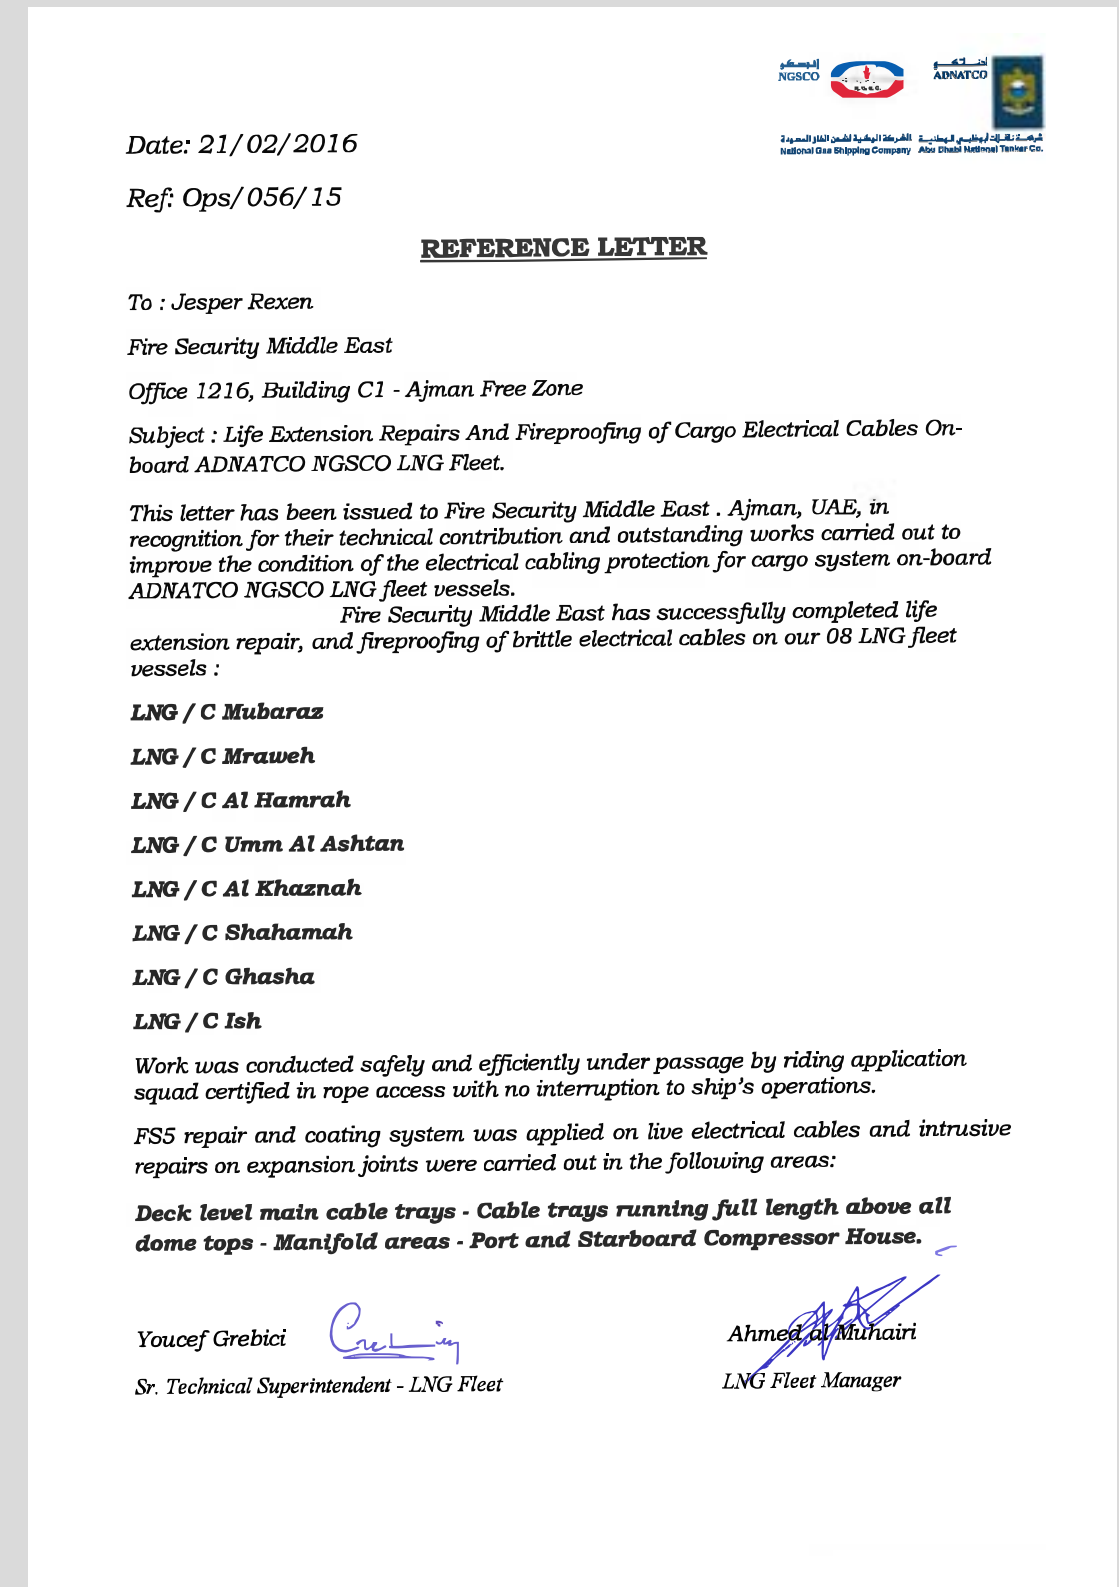 إنجسكو
NGSCO
ادناتكو
ADNATCO
N.G.S.C.
National Gas Shipping Company
Abu Dhabi National Tanker Co.
Date: 21/02/2016
Ref: Ops/056/15
REFERENCE LETTER
To : Jesper Rexen
Fire Security Middle East
Office 1216, Building C1 - Ajman Free Zone
Subject : Life Extension Repairs And Fireproofing of Cargo Electrical Cables On-
board ADNATCO NGSCO LNG Fleet.
This letter has been issued to Fire Security Middle East . Ajman, UAE, in
recognition for their technical contribution and outstanding works carried out to
improve the condition of the electrical cabling protection for cargo system on-board
ADNATCO NGSCO LNG fleet vessels.
Fire Security Middle East has successfully completed life
extension repair, and fireproofing of brittle electrical cables on our 08 LNG fleet
vessels :
LNG / C Mubaraz
LNG / C Mraweh
LNG / C Al Hamrah
LNG / C Umm Al Ashtan
LNG / C Al Khaznah
LNG / C Shahamah
LNG / C Ghasha
LNG / C Ish
Work was conducted safely and efficiently under passage by riding application
squad certified in rope access with no interruption to ship's operations.
FS5 repair and coating system was applied on live electrical cables and intrusive
repairs on expansion joints were carried out in the following areas:
Deck level main cable trays - Cable trays running full length above all
dome tops - Manifold areas - Port and Starboard Compressor House.
Youcef Grebici
Ahmed al Muhairi
Sr. Technical Superintendent - LNG Fleet
LNG Fleet Manager